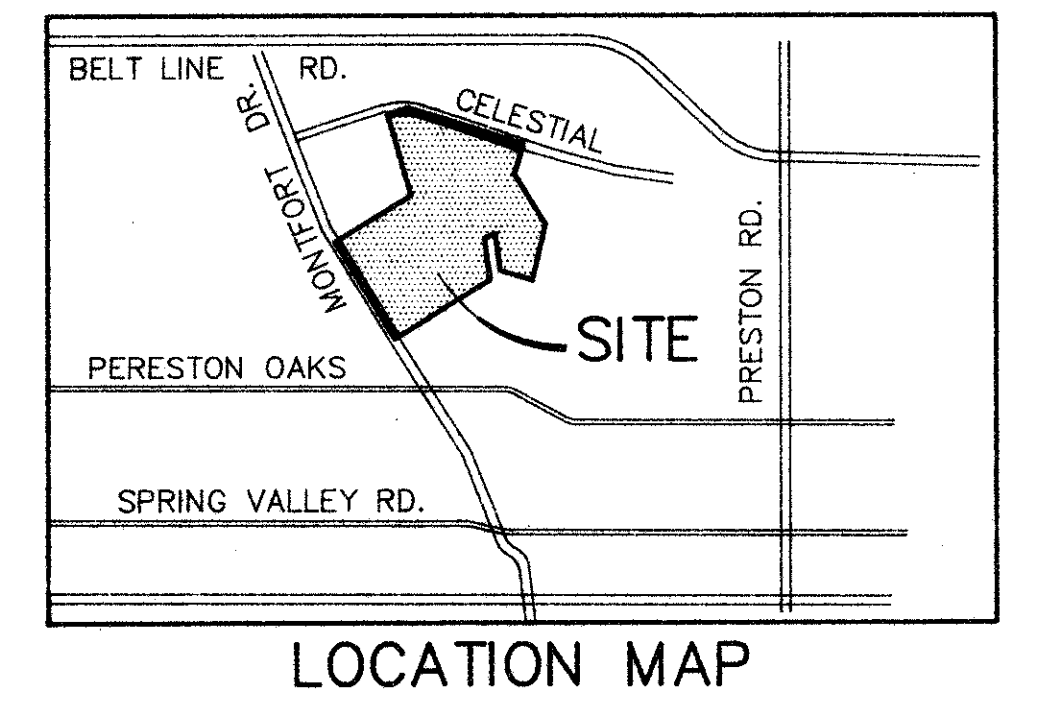 BELT LINE RD.
MONTFORT DR.
CELESTIAL
PRESTON RD.
SITE
PERESTON OAKS
SPRING VALLEY RD.
LOCATION MAP